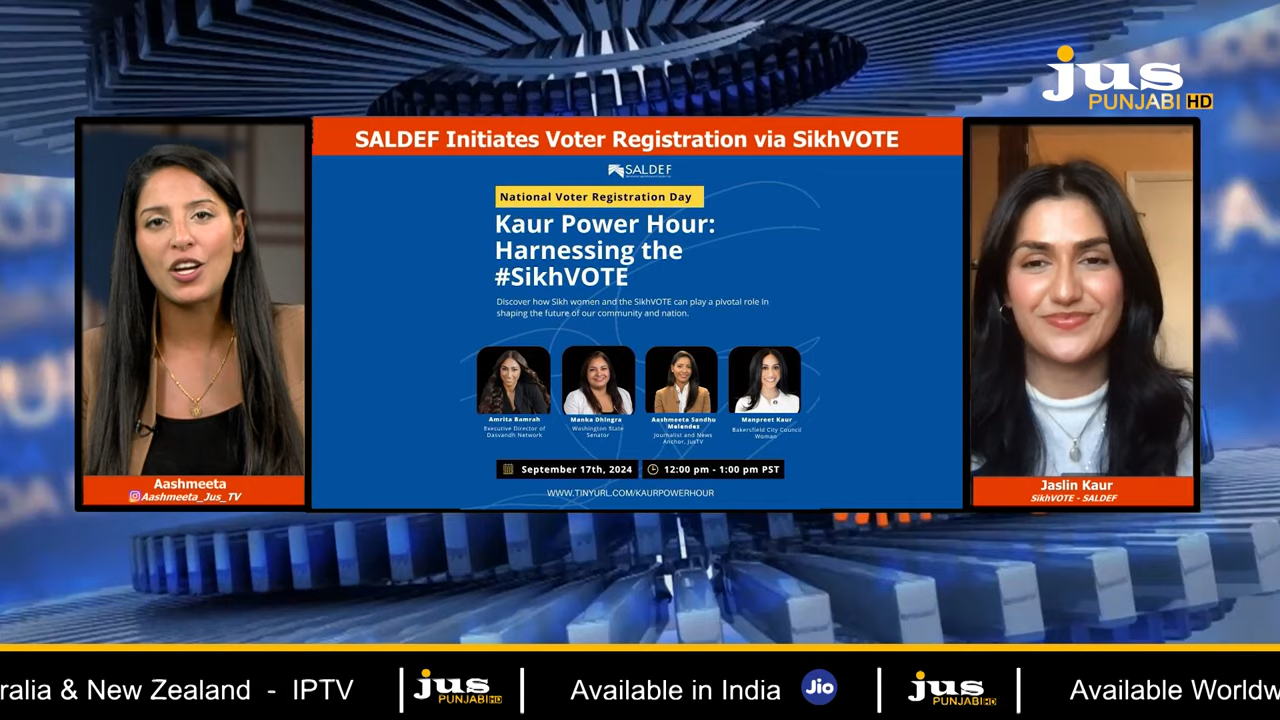 jus
PUNJABI HD
SALDEF Initiates Voter Registration via SikhVOTE
SALDEF
National Voter Registration Day
Kaur Power Hour:
Harnessing the
#SikhVOTE
Discover how Sikh women and the SikhVOTE can play a pivotal role in
shaping the future of our community and nation.
Amrita Bamrah
Executive Director of
Dasvandh Network
Manka Dhingra
Washington State
Senator
Aashmeeta Sandhu
Melendez
Journalist and News
Anchor, JusTV
Manpreet Kaur
Bakersfield City Council
Woman
September 17th, 2024
12:00 pm - 1:00 pm PST
WWW.TINYURL.COM/KAURPOWERHOUR
Aashmeeta
Aashmeeta_Jus_TV
Jaslin Kaur
SikhVOTE - SALDEF
ralia & New Zealand - IPTV
jus
PUNJABI HD
Available in India
Jio
jus
PUNJABI HD
Available Worldw